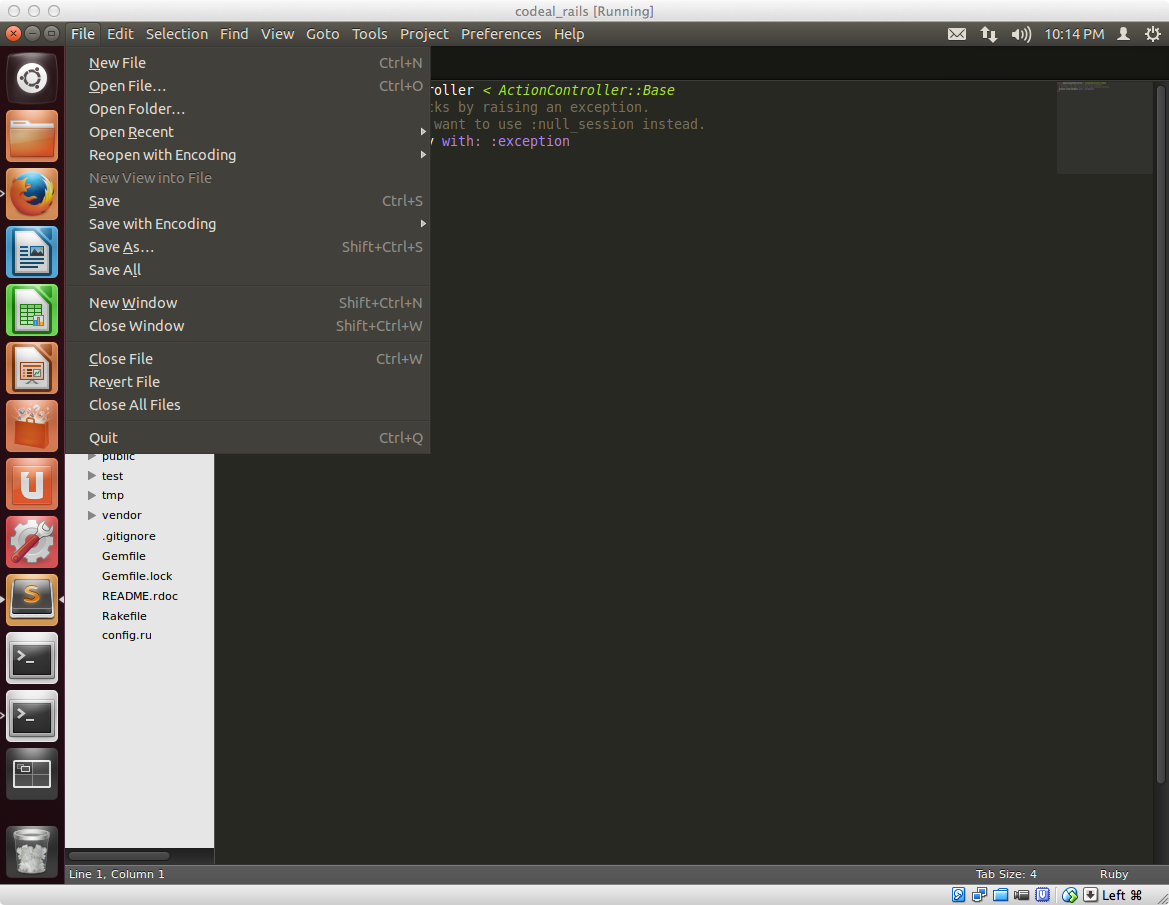 codeal_rails [Running]
File Edit Selection Find View Goto Tools Project Preferences Help
10:14 PM
New File Ctrl+N
Open File... Ctrl+O
Open Folder...
Open Recent
Reopen with Encoding
New View into File
Save Ctrl+S
Save with Encoding
Save As... Shift+Ctrl+S
Save All
New Window Shift+Ctrl+N
Close Window Shift+Ctrl+W
Close File Ctrl+W
Revert File
Close All Files
Quit Ctrl+Q
roller < ActionController::Base
cks by raising an exception.
want to use :null_session instead.
y with: :exception
public
test
tmp
vendor
.gitignore
Gemfile
Gemfile.lock
README.rdoc
Rakefile
config.ru
Line 1, Column 1
Tab Size: 4
Ruby
Left ⌘